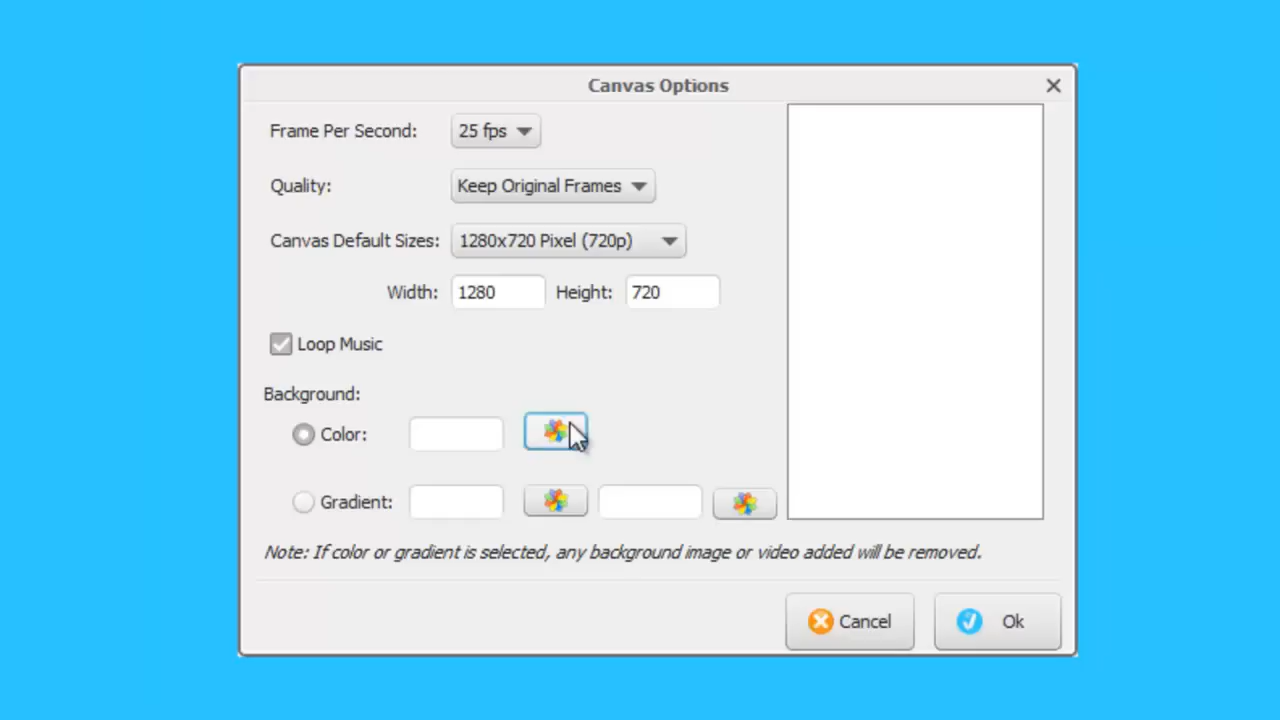 Canvas Options
Frame Per Second: 25 fps
Quality: Keep Original Frames
Canvas Default Sizes: 1280x720 Pixel (720p)
Width: 1280 Height: 720
Loop Music
Background:
Color:
Gradient:
Note: If color or gradient is selected, any background image or video added will be removed.
Cancel Ok